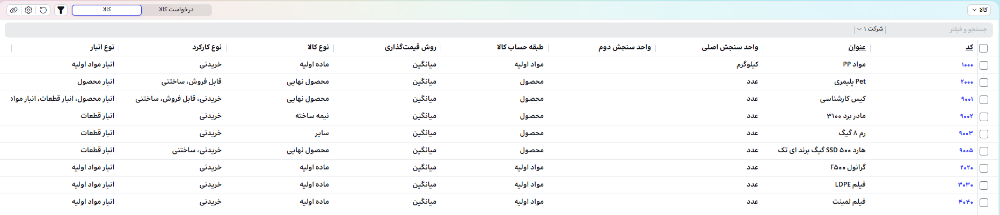 کالا
درخواست کالا کالا
جستجو و فیلتر شرکت ۱
کد عنوان واحد سنجش اصلی واحد سنجش دوم طبقه حساب کالا روش قیمت‌گذاری نوع کالا نوع کارکرد نوع انبار
۱۰۰۰ مواد PP کیلوگرم مواد اولیه میانگین ماده اولیه خریدنی انبار مواد اولیه
۲۰۰۰ Pet پلیمری عدد محصول میانگین محصول نهایی قابل فروش، ساختنی انبار محصول
۹۰۰۱ کیس کارشناسی عدد محصول میانگین محصول نهایی خریدنی، قابل فروش، ساختنی انبار محصول، انبار قطعات، انبار مواد
۹۰۰۲ مادر برد ۳۱۰۰ عدد محصول میانگین نیمه ساخته خریدنی انبار قطعات
۹۰۰۳ رم ۸ گیگ عدد محصول میانگین سایر خریدنی انبار قطعات
۹۰۰۵ هارد SSD ۵۰۰ گیگ برند ای تک عدد محصول میانگین محصول نهایی خریدنی، ساختنی انبار قطعات
۲۰۲۰ گرانول F۵۰۰ عدد مواد اولیه میانگین ماده اولیه خریدنی انبار مواد اولیه
۳۰۳۰ فیلم LDPE عدد مواد اولیه میانگین ماده اولیه خریدنی انبار مواد اولیه
۴۰۴۰ فیلم لمینت عدد مواد اولیه میانگین ماده اولیه خریدنی انبار مواد اولیه